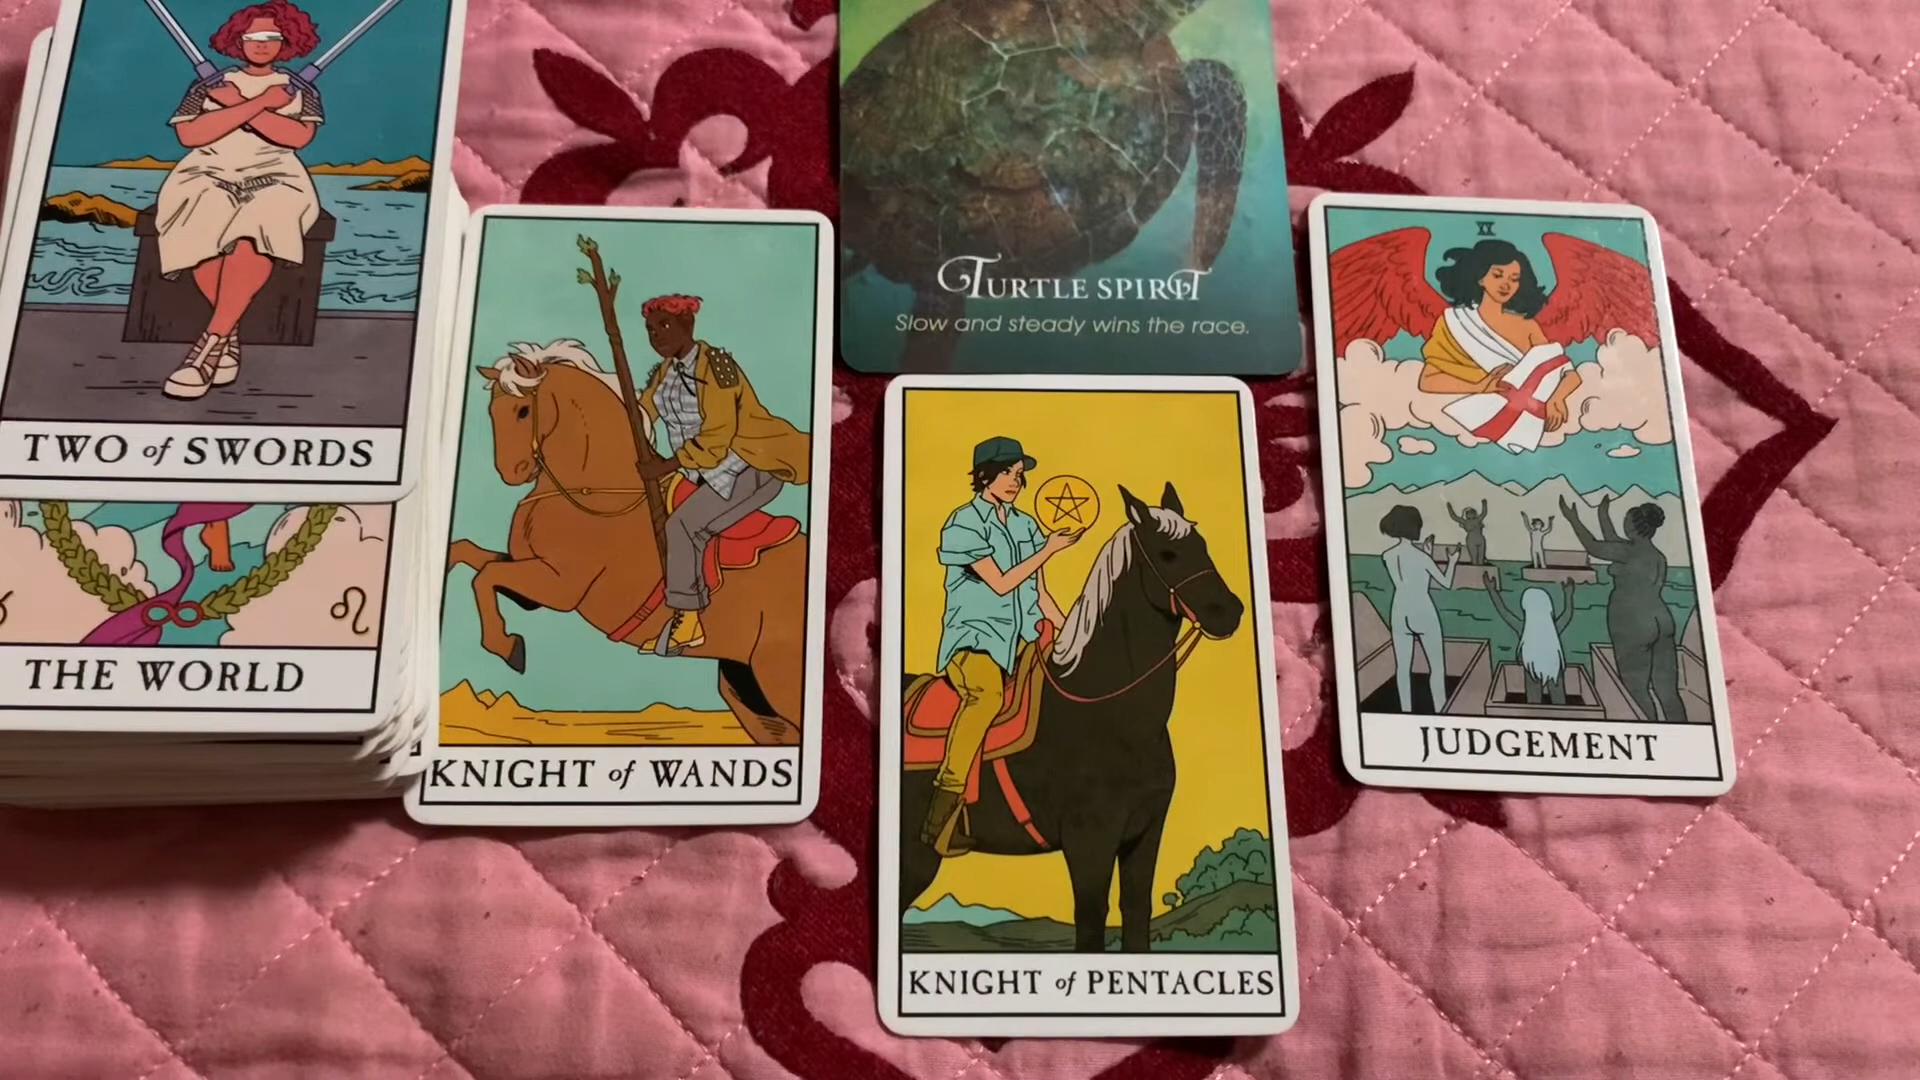 TWO of SWORDS
THE WORLD
KNIGHT of WANDS
TURTLE SPIRIT
Slow and steady wins the race.
KNIGHT of PENTACLES
XX
JUDGEMENT